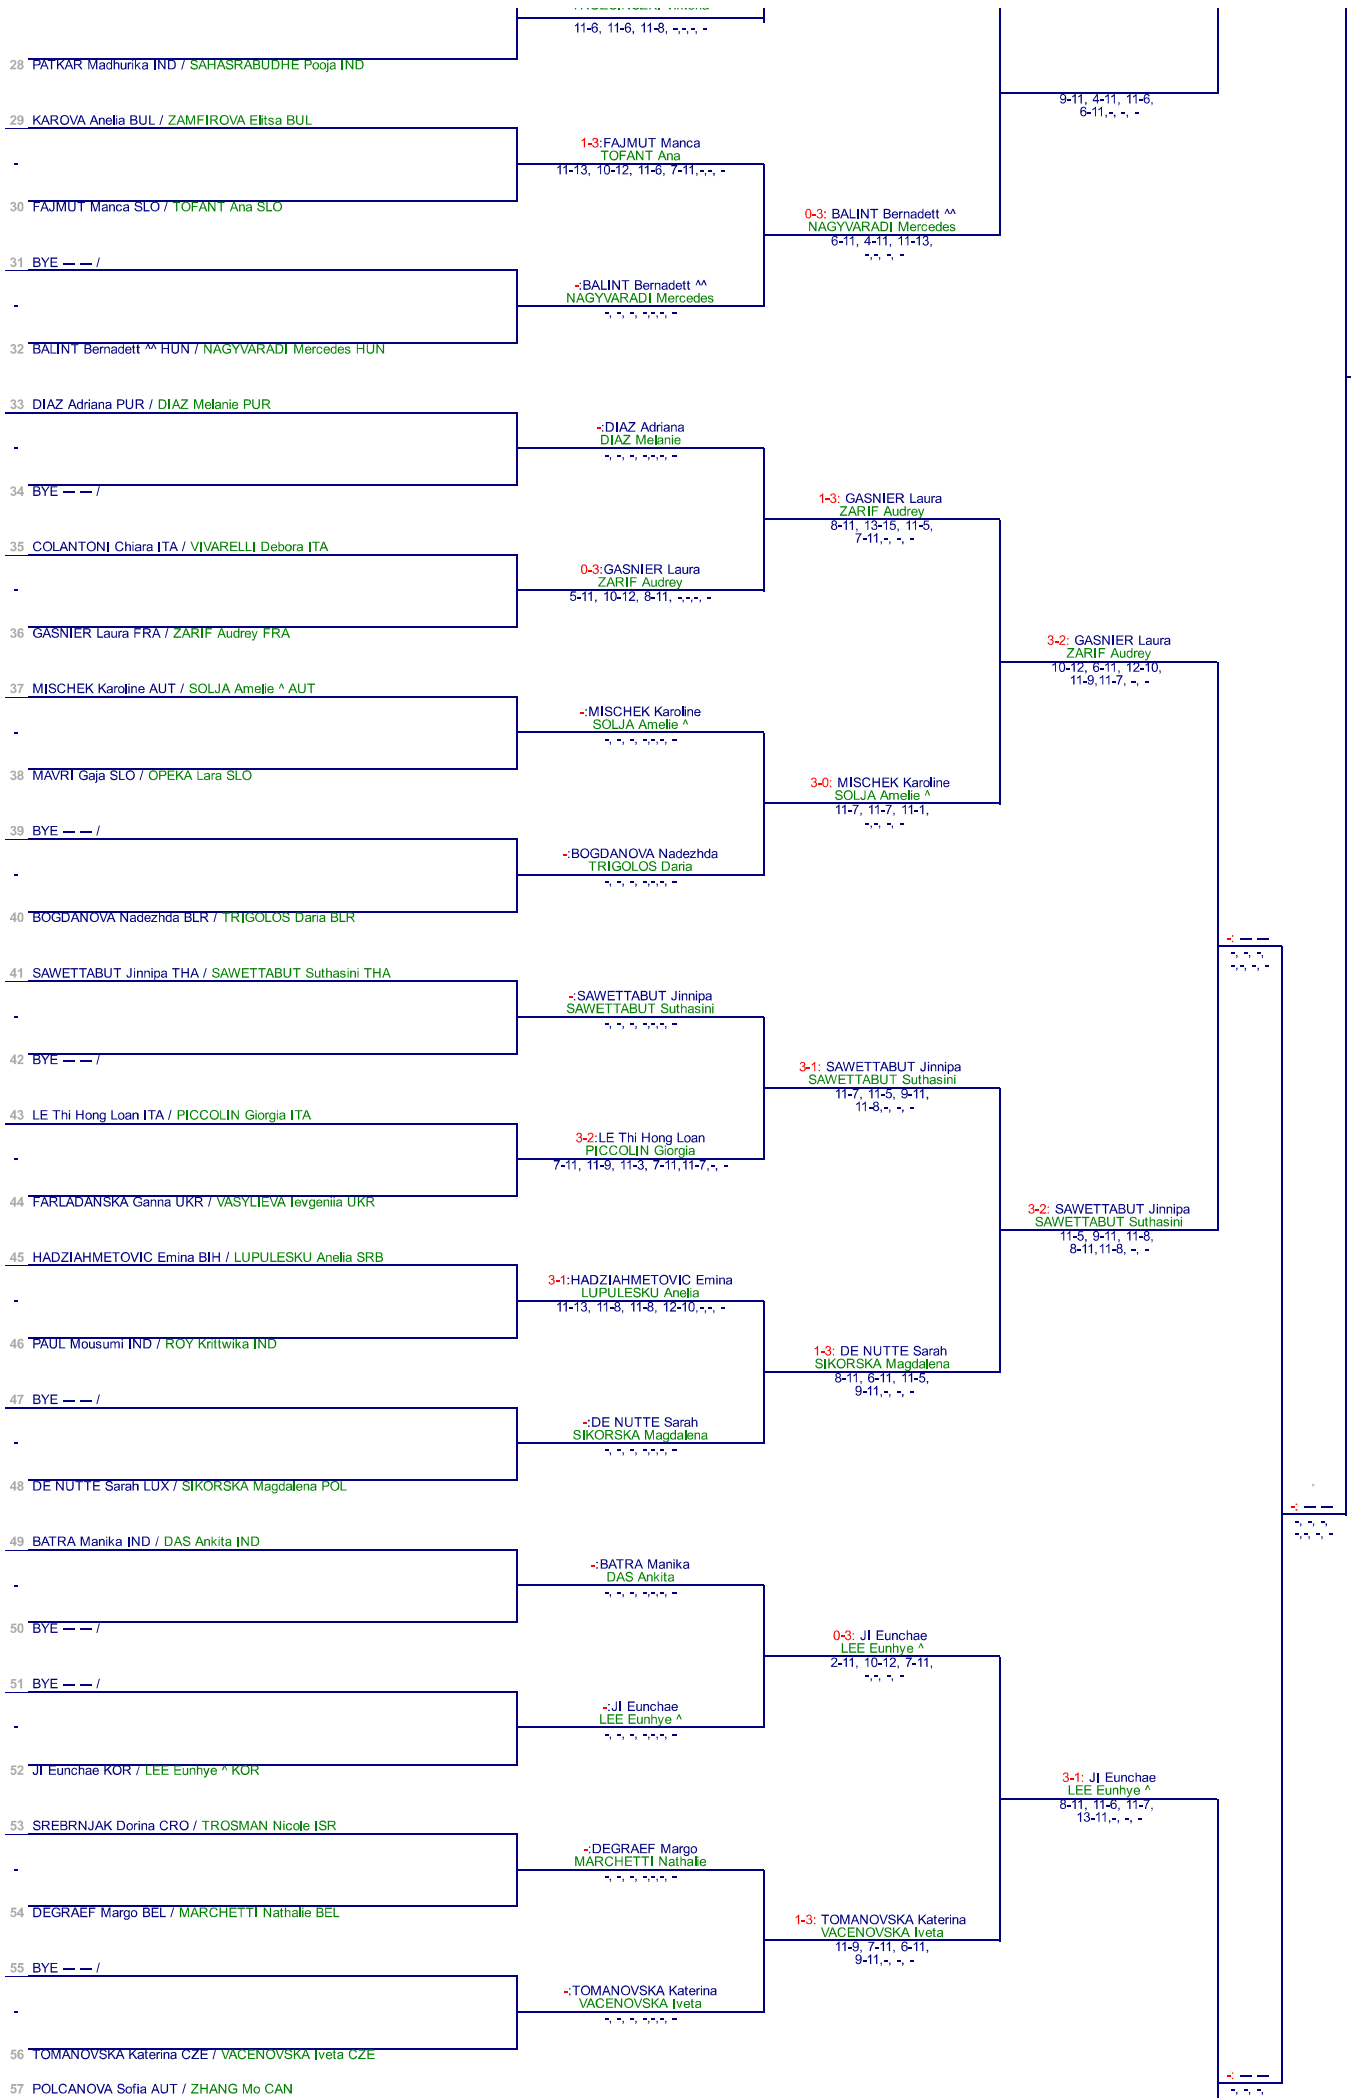 11-6, 11-6, 11-8, -,-,-, -
28 PATKAR Madhurika IND / SAHASRABUDHE Pooja IND
9-11, 4-11, 11-6,
6-11,-, -, -
29 KAROVA Anelia BUL / ZAMFIROVA Elitsa BUL
1-3:FAJMUT Manca
TOFANT Ana
11-13, 10-12, 11-6, 7-11,-,-, -
-
30 FAJMUT Manca SLO / TOFANT Ana SLO
0-3: BALINT Bernadett ^^
NAGYVARADI Mercedes
6-11, 4-11, 11-13,
-,-, -, -
31 BYE — — /
-:BALINT Bernadett ^^
NAGYVARADI Mercedes
-, -, -, -,-,-, -
-
32 BALINT Bernadett ^^ HUN / NAGYVARADI Mercedes HUN
33 DIAZ Adriana PUR / DIAZ Melanie PUR
-:DIAZ Adriana
DIAZ Melanie
-, -, -, -,-,-, -
-
34 BYE — — /
1-3: GASNIER Laura
ZARIF Audrey
8-11, 13-15, 11-5,
7-11,-, -, -
35 COLANTONI Chiara ITA / VIVARELLI Debora ITA
0-3:GASNIER Laura
ZARIF Audrey
5-11, 10-12, 8-11, -,-,-, -
-
36 GASNIER Laura FRA / ZARIF Audrey FRA
3-2: GASNIER Laura
ZARIF Audrey
10-12, 6-11, 12-10,
11-9,11-7, -, -
37 MISCHEK Karoline AUT / SOLJA Amelie ^ AUT
-:MISCHEK Karoline
SOLJA Amelie ^
-, -, -, -,-,-, -
-
38 MAVRI Gaja SLO / OPEKA Lara SLO
3-0: MISCHEK Karoline
SOLJA Amelie ^
11-7, 11-7, 11-1,
-,-, -, -
39 BYE — — /
-:BOGDANOVA Nadezhda
TRIGOLOS Daria
-, -, -, -,-,-, -
-
40 BOGDANOVA Nadezhda BLR / TRIGOLOS Daria BLR
-: — —
-, -, -,
-,-, -, -
41 SAWETTABUT Jinnipa THA / SAWETTABUT Suthasini THA
-:SAWETTABUT Jinnipa
SAWETTABUT Suthasini
-, -, -, -,-,-, -
-
42 BYE — — /
3-1: SAWETTABUT Jinnipa
SAWETTABUT Suthasini
11-7, 11-5, 9-11,
11-8,-, -, -
43 LE Thi Hong Loan ITA / PICCOLIN Giorgia ITA
3-2:LE Thi Hong Loan
PICCOLIN Giorgia
7-11, 11-9, 11-3, 7-11,11-7,-, -
-
44 FARLADANSKA Ganna UKR / VASYLIEVA Ievgeniia UKR
3-2: SAWETTABUT Jinnipa
SAWETTABUT Suthasini
11-5, 9-11, 11-8,
8-11,11-8, -, -
45 HADZIAHMETOVIC Emina BIH / LUPULESKU Anelia SRB
3-1:HADZIAHMETOVIC Emina
LUPULESKU Anelia
11-13, 11-8, 11-8, 12-10,-,-, -
-
46 PAUL Mousumi IND / ROY Krittwika IND
1-3: DE NUTTE Sarah
SIKORSKA Magdalena
8-11, 6-11, 11-5,
9-11,-, -, -
47 BYE — — /
-:DE NUTTE Sarah
SIKORSKA Magdalena
-, -, -, -,-,-, -
-
48 DE NUTTE Sarah LUX / SIKORSKA Magdalena POL
-: — —
-, -, -,
-,-, -, -
49 BATRA Manika IND / DAS Ankita IND
-:BATRA Manika
DAS Ankita
-, -, -, -,-,-, -
-
50 BYE — — /
0-3: JI Eunchae
LEE Eunhye ^
2-11, 10-12, 7-11,
-,-, -, -
51 BYE — — /
-:JI Eunchae
LEE Eunhye ^
-, -, -, -,-,-, -
-
52 JI Eunchae KOR / LEE Eunhye ^ KOR
3-1: JI Eunchae
LEE Eunhye ^
8-11, 11-6, 11-7,
13-11,-, -, -
53 SREBRNJAK Dorina CRO / TROSMAN Nicole ISR
-:DEGRAEF Margo
MARCHETTI Nathalie
-, -, -, -,-,-, -
-
54 DEGRAEF Margo BEL / MARCHETTI Nathalie BEL
1-3: TOMANOVSKA Katerina
VACENOVSKA Iveta
11-9, 7-11, 6-11,
9-11,-, -, -
55 BYE — — /
-:TOMANOVSKA Katerina
VACENOVSKA Iveta
-, -, -, -,-,-, -
-
56 TOMANOVSKA Katerina CZE / VACENOVSKA Iveta CZE
57 POLCANOVA Sofia AUT / ZHANG Mo CAN
-: — —
-, -, -,